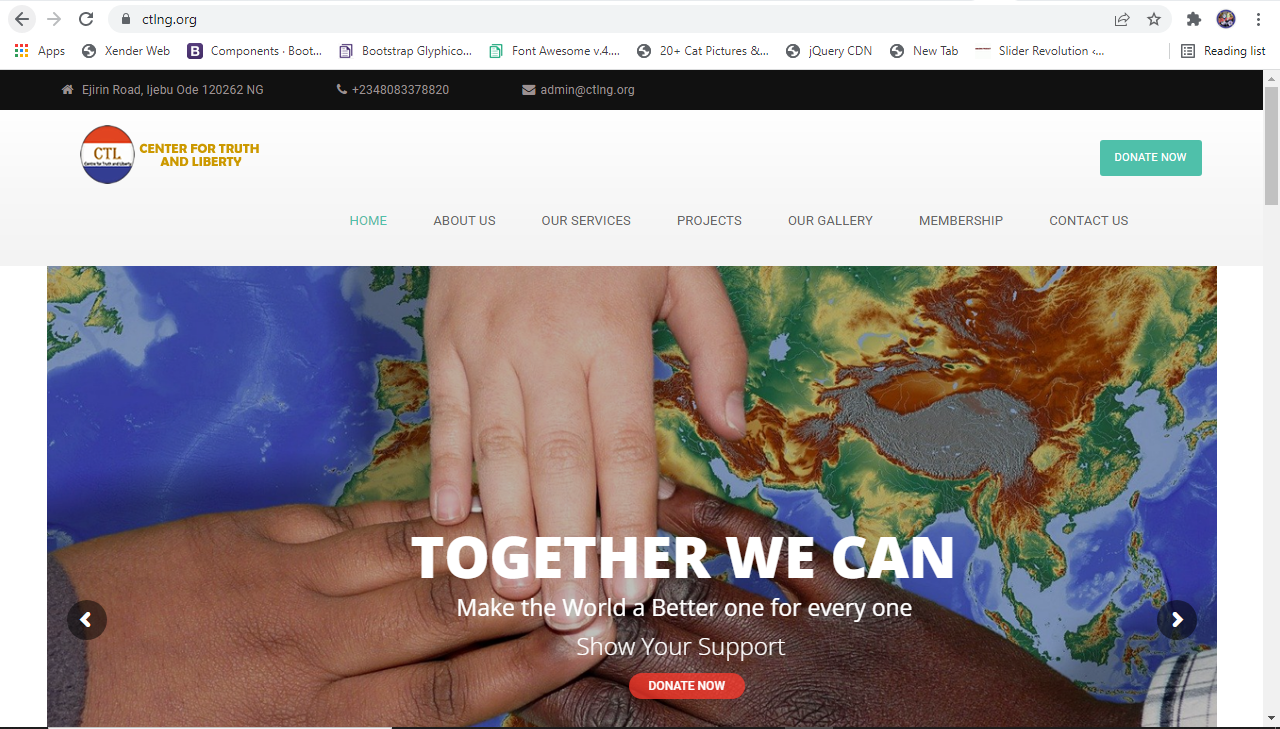 ctlng.org
Apps Xender Web Components · Boot... Bootstrap Glyphico... Font Awesome v.4.... 20+ Cat Pictures &... jQuery CDN New Tab Slider Revolution ‹... Reading list
Ejirin Road, Ijebu Ode 120262 NG +2348083378820 admin@ctlng.org
CTL
Centre for Truth and Liberty
CENTER FOR TRUTH
AND LIBERTY
DONATE NOW
HOME ABOUT US OUR SERVICES PROJECTS OUR GALLERY MEMBERSHIP CONTACT US
TOGETHER WE CAN
Make the World a Better one for every one
Show Your Support
DONATE NOW